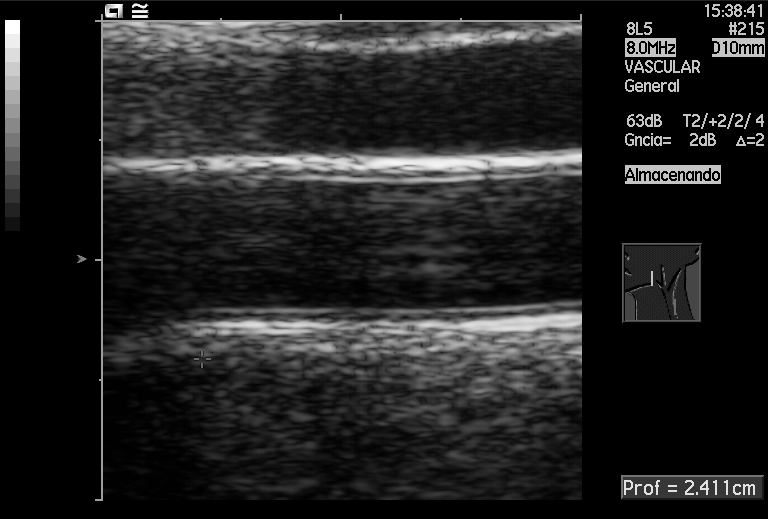 15:38:41
8L5 #215
8.0MHz D10mm
VASCULAR
General
63dB T2/+2/2/ 4
Gncia= 2dB Δ=2
Almacenando
Prof = 2.411cm